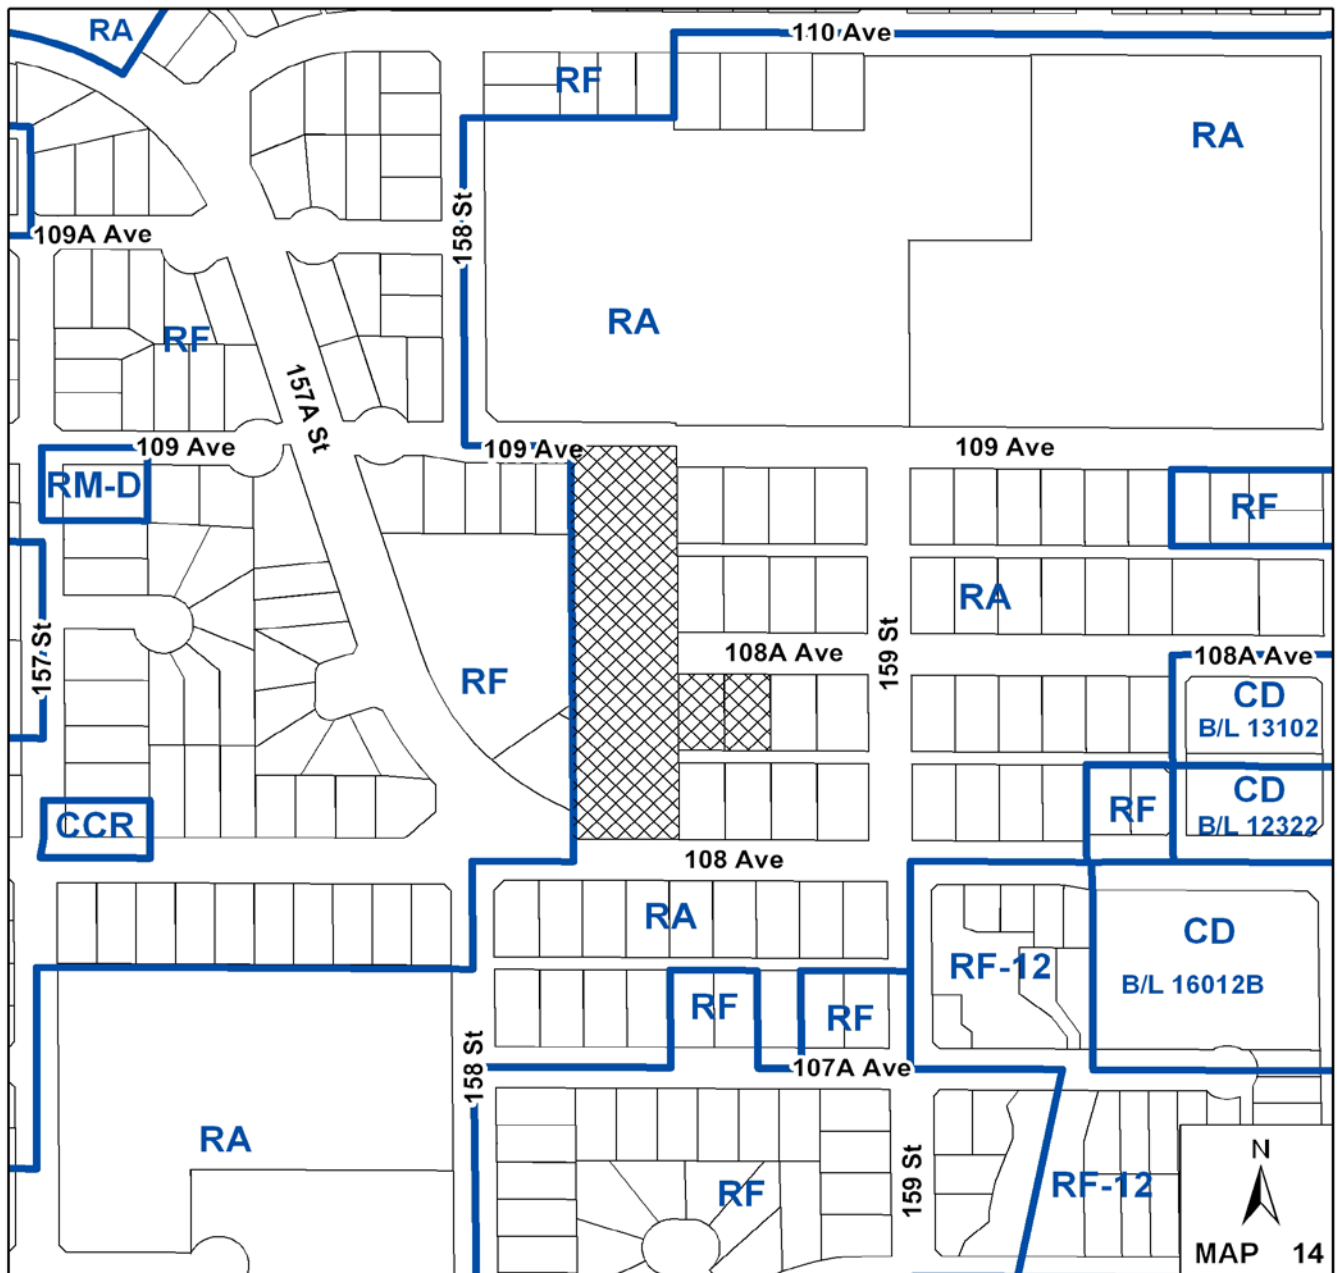 RA
110 Ave
RF
RA
158 St
109A Ave
RA
RF
157A St
109 Ave
109 Ave
109 Ave
RM-D
RF
RA
157 St
159 St
108A Ave
108A Ave
RF
CD
B/L 13102
CD
B/L 12322
RF
CCR
108 Ave
RA
CD
RF-12
B/L 16012B
RF
RF
158 St
107A Ave
RA
159 St
RF
RF-12
N
MAP 14